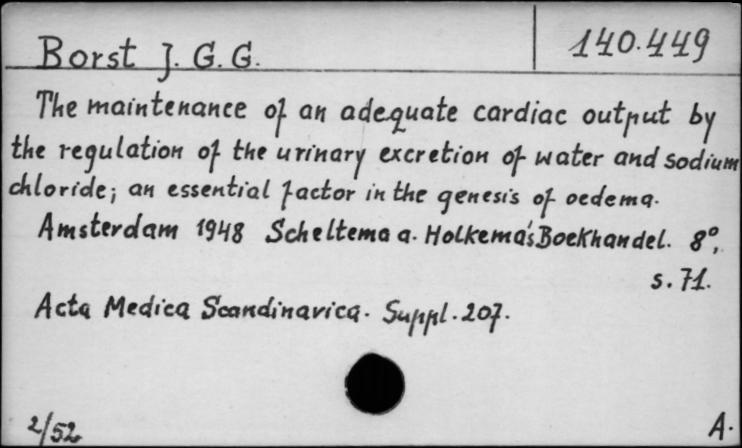 Borst J. G. G.
140.449
The maintenance of an adequate cardiac output by
the regulation of the urinary excretion of water and sodium
chloride; an essential factor in the genesis of oedema.
Amsterdam 1948 Scheltema a. Holkema's Boekhandel. 8°,
s. 71.
Acta Medica Scandinavica. Suppl. 207.
2/52
A.